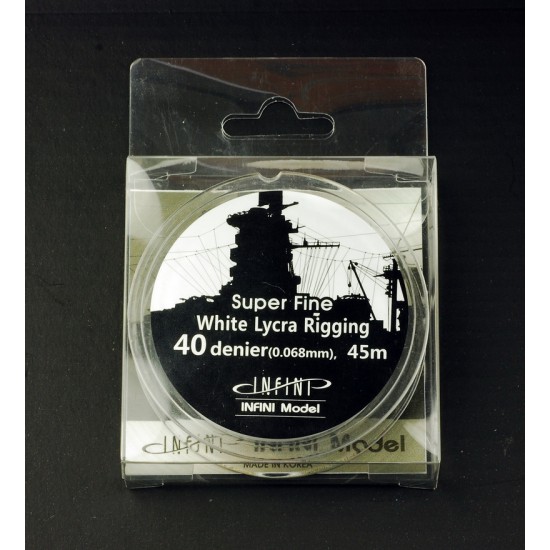 Super Fine
White Lycra Rigging
40 denier(0.068mm), 45m
INFINI
INFINI Model
INFINI INFINI Model
MADE IN KOREA